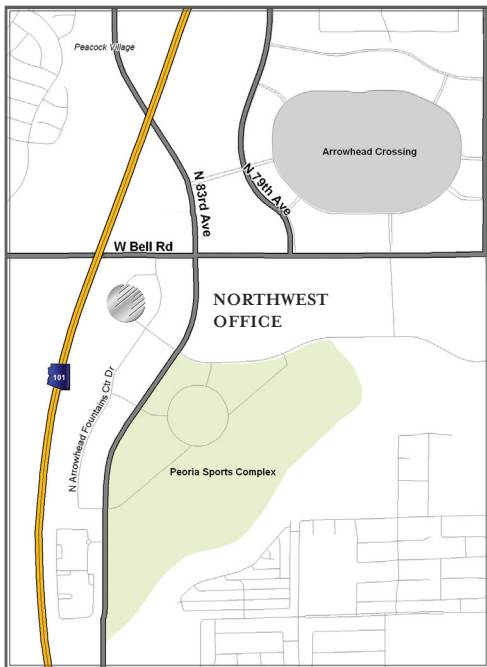 Peacock Village
Arrowhead Crossing
N 83rd Ave
N 79th Ave
W Bell Rd
NORTHWEST
OFFICE
101
N Arrowhead Fountains Ctr Dr
Peoria Sports Complex